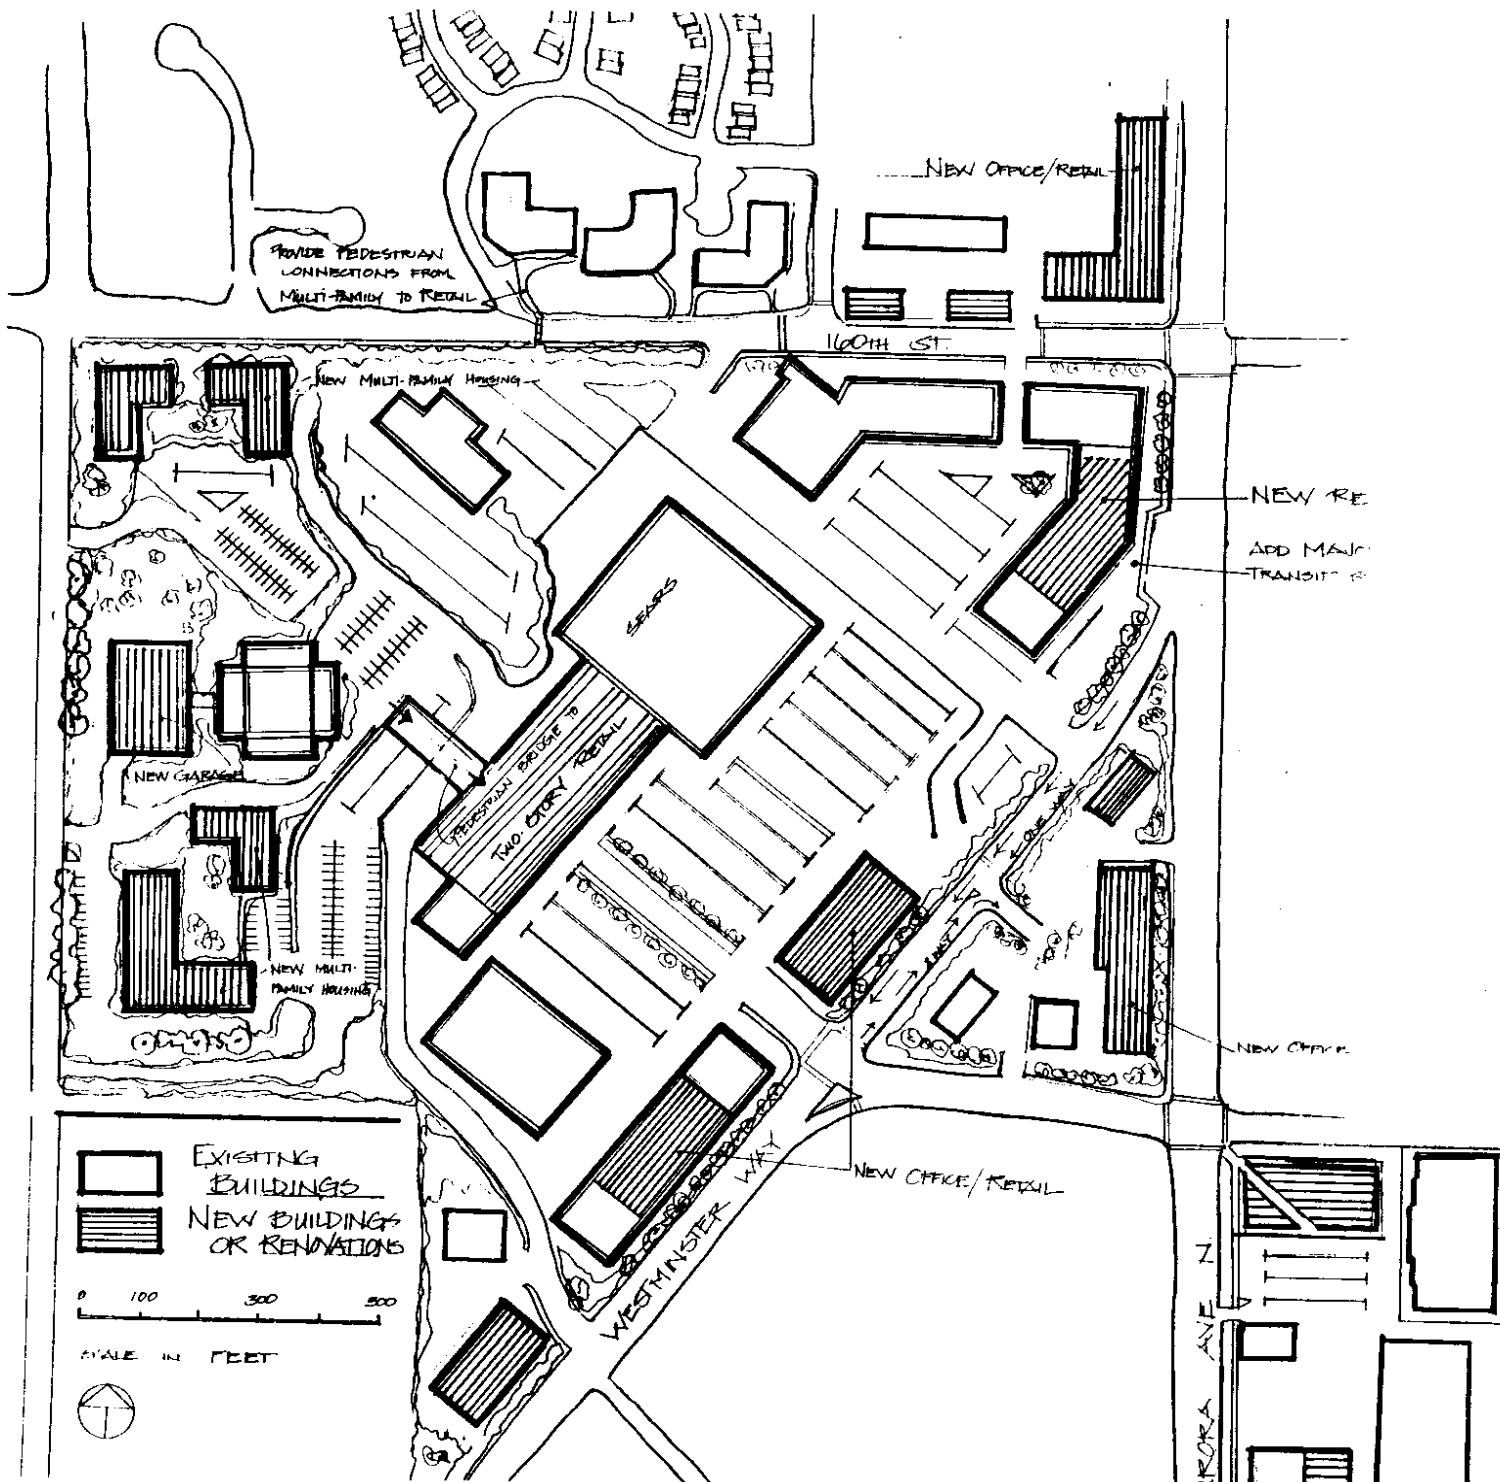 NEW OFFICE/RETAIL
PROVIDE PEDESTRIAN
CONNECTIONS FROM
MULTI-FAMILY TO RETAIL
160TH ST.
NEW MULTI-FAMILY HOUSING
NEW RE
ADD MAJ
TRANSIT
SEARS
PEDESTRIAN BRIDGE TO
TWO-STORY RETAIL
NEW GARAGE
ONE WAY
2 WAY
NEW MULTI-
FAMILY HOUSING
NEW OFFICE
NEW OFFICE/RETAIL
WESTMINSTER WAY
RORA AVE N.
EXISTING
BUILDINGS
NEW BUILDINGS
OR RENOVATIONS
0 100 300 500
SCALE IN FEET